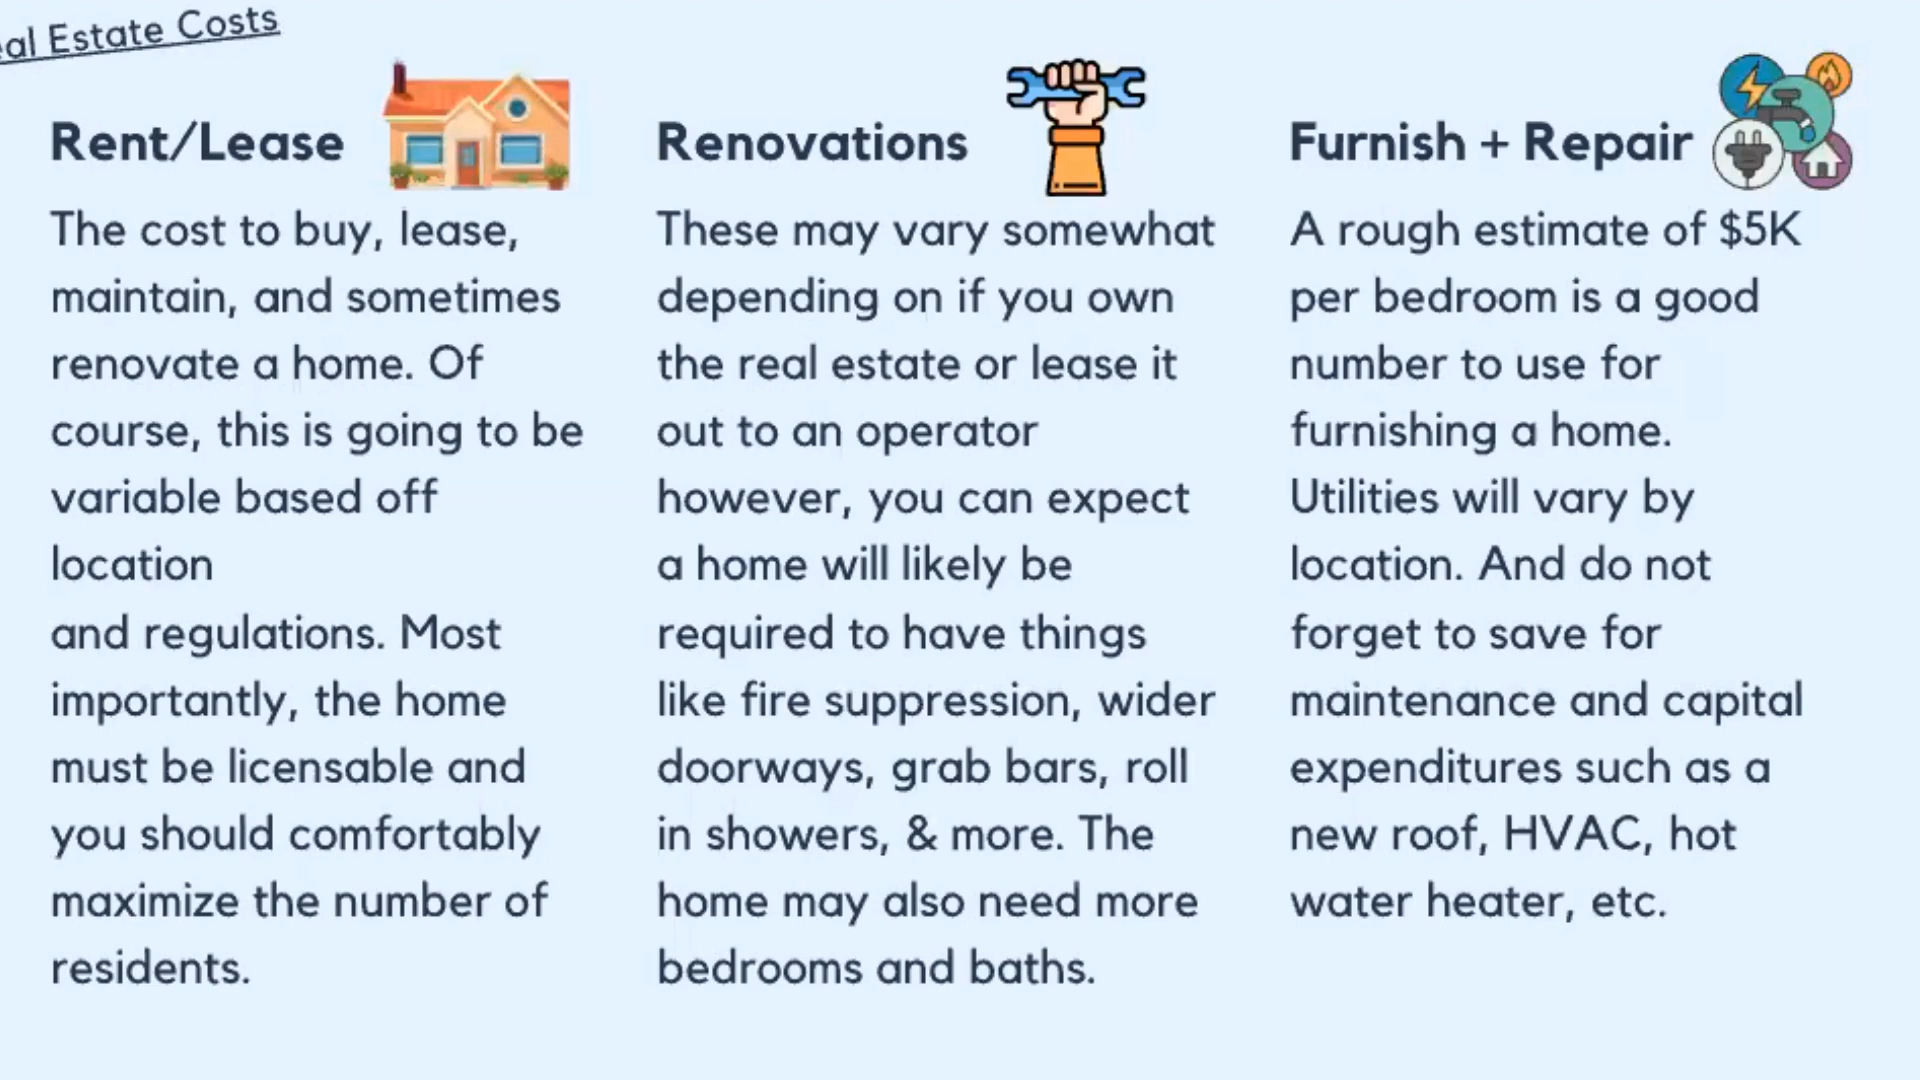 al Estate Costs
Rent/Lease
The cost to buy, lease,
maintain, and sometimes
renovate a home. Of
course, this is going to be
variable based off
location
and regulations. Most
importantly, the home
must be licensable and
you should comfortably
maximize the number of
residents.
Renovations
These may vary somewhat
depending on if you own
the real estate or lease it
out to an operator
however, you can expect
a home will likely be
required to have things
like fire suppression, wider
doorways, grab bars, roll
in showers, & more. The
home may also need more
bedrooms and baths.
Furnish + Repair
A rough estimate of $5K
per bedroom is a good
number to use for
furnishing a home.
Utilities will vary by
location. And do not
forget to save for
maintenance and capital
expenditures such as a
new roof, HVAC, hot
water heater, etc.